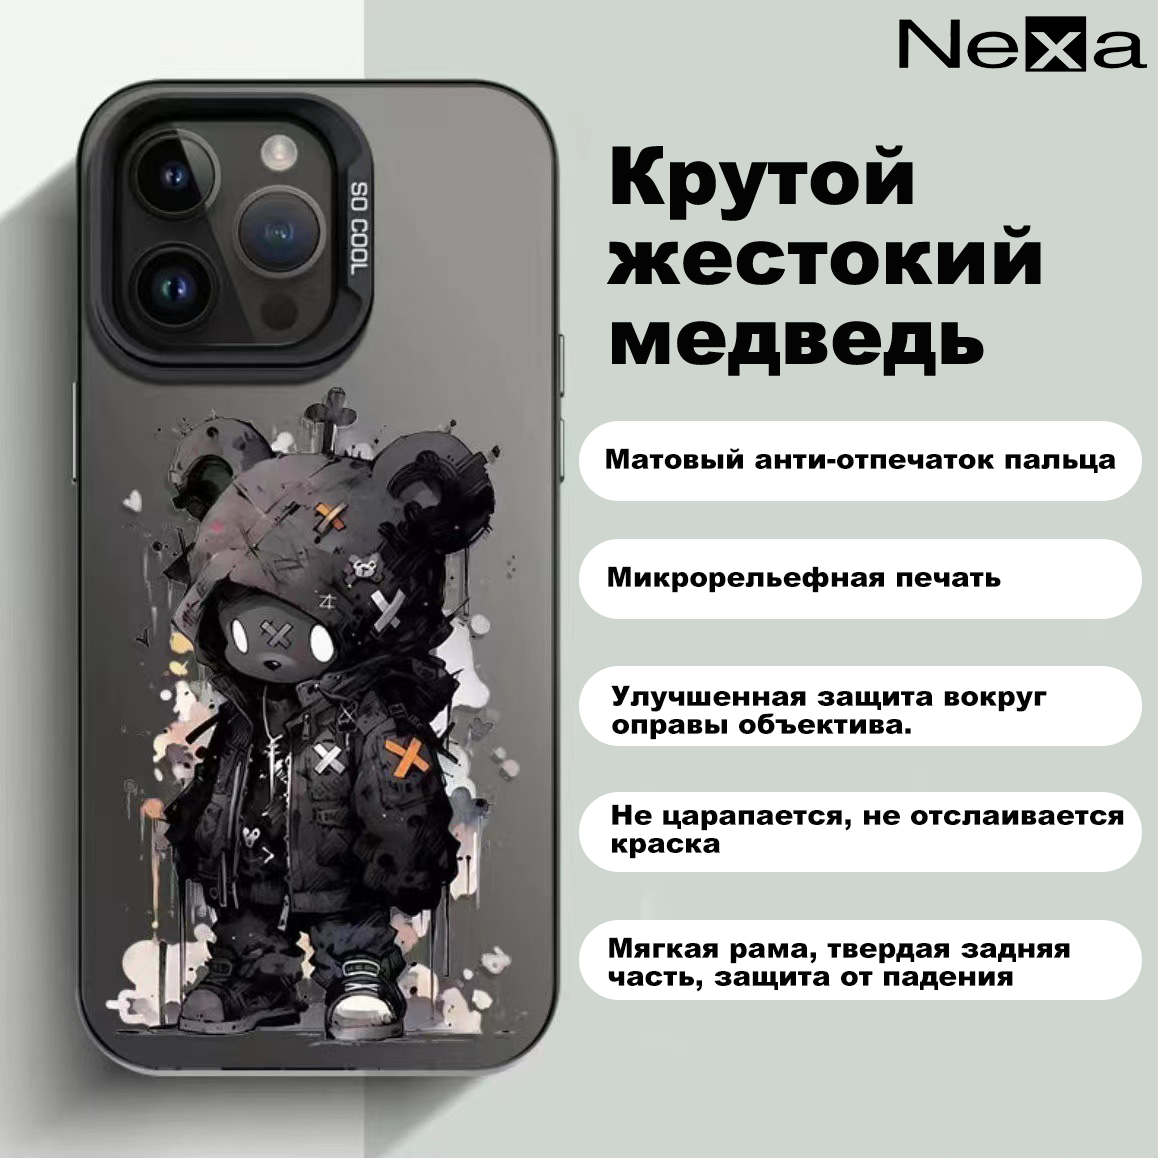 NeXa
SO COOL
Крутой
жестокий
медведь
Матовый анти-отпечаток пальца
Микрорельефная печать
Улучшенная защита вокруг
оправы объектива.
Не царапается, не отслаивается
краска
Мягкая рама, твердая задняя
часть, защита от падения